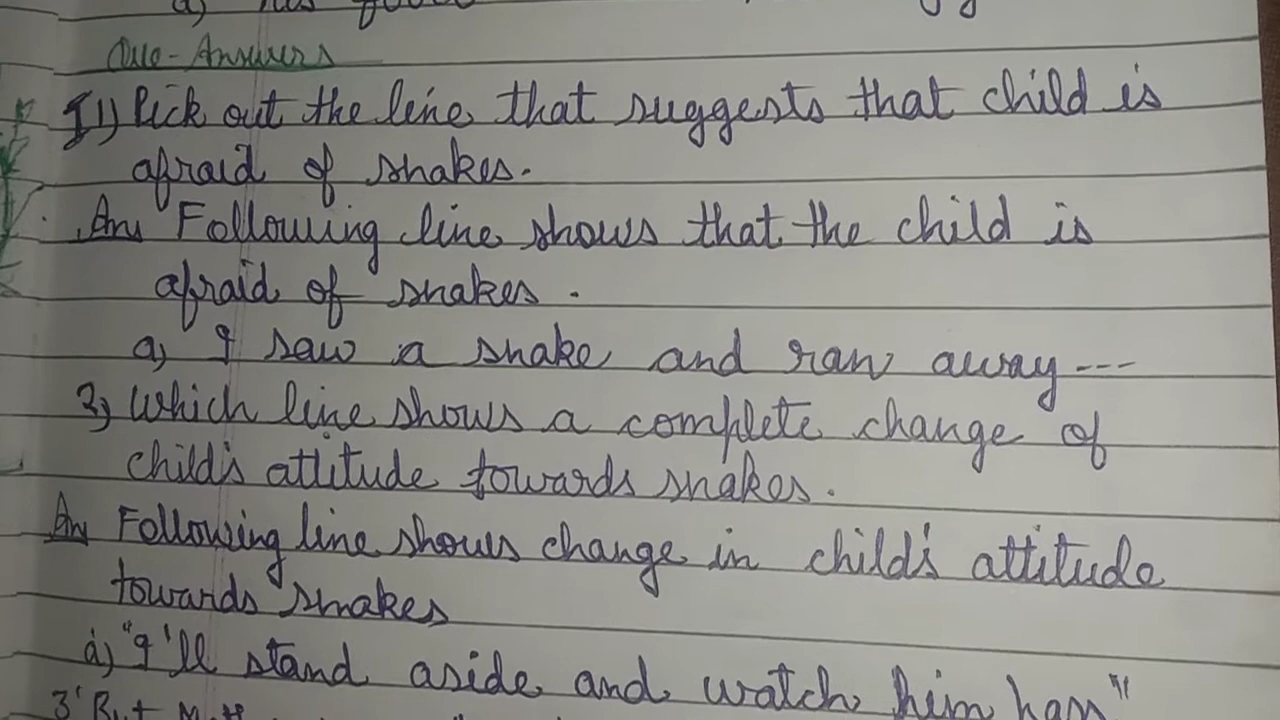 Que-Answers
I 1) Pick out the line that suggests that child is
afraid of snakes.
Ans Following line shows that the child is
afraid of snakes.
a) I saw a snake and ran away---
2) Which line shows a complete change of
child's attitude towards snakes.
Ans Following line shows change in child's attitude
towards snakes
a) "I'll stand aside and watch him pass"
3' But